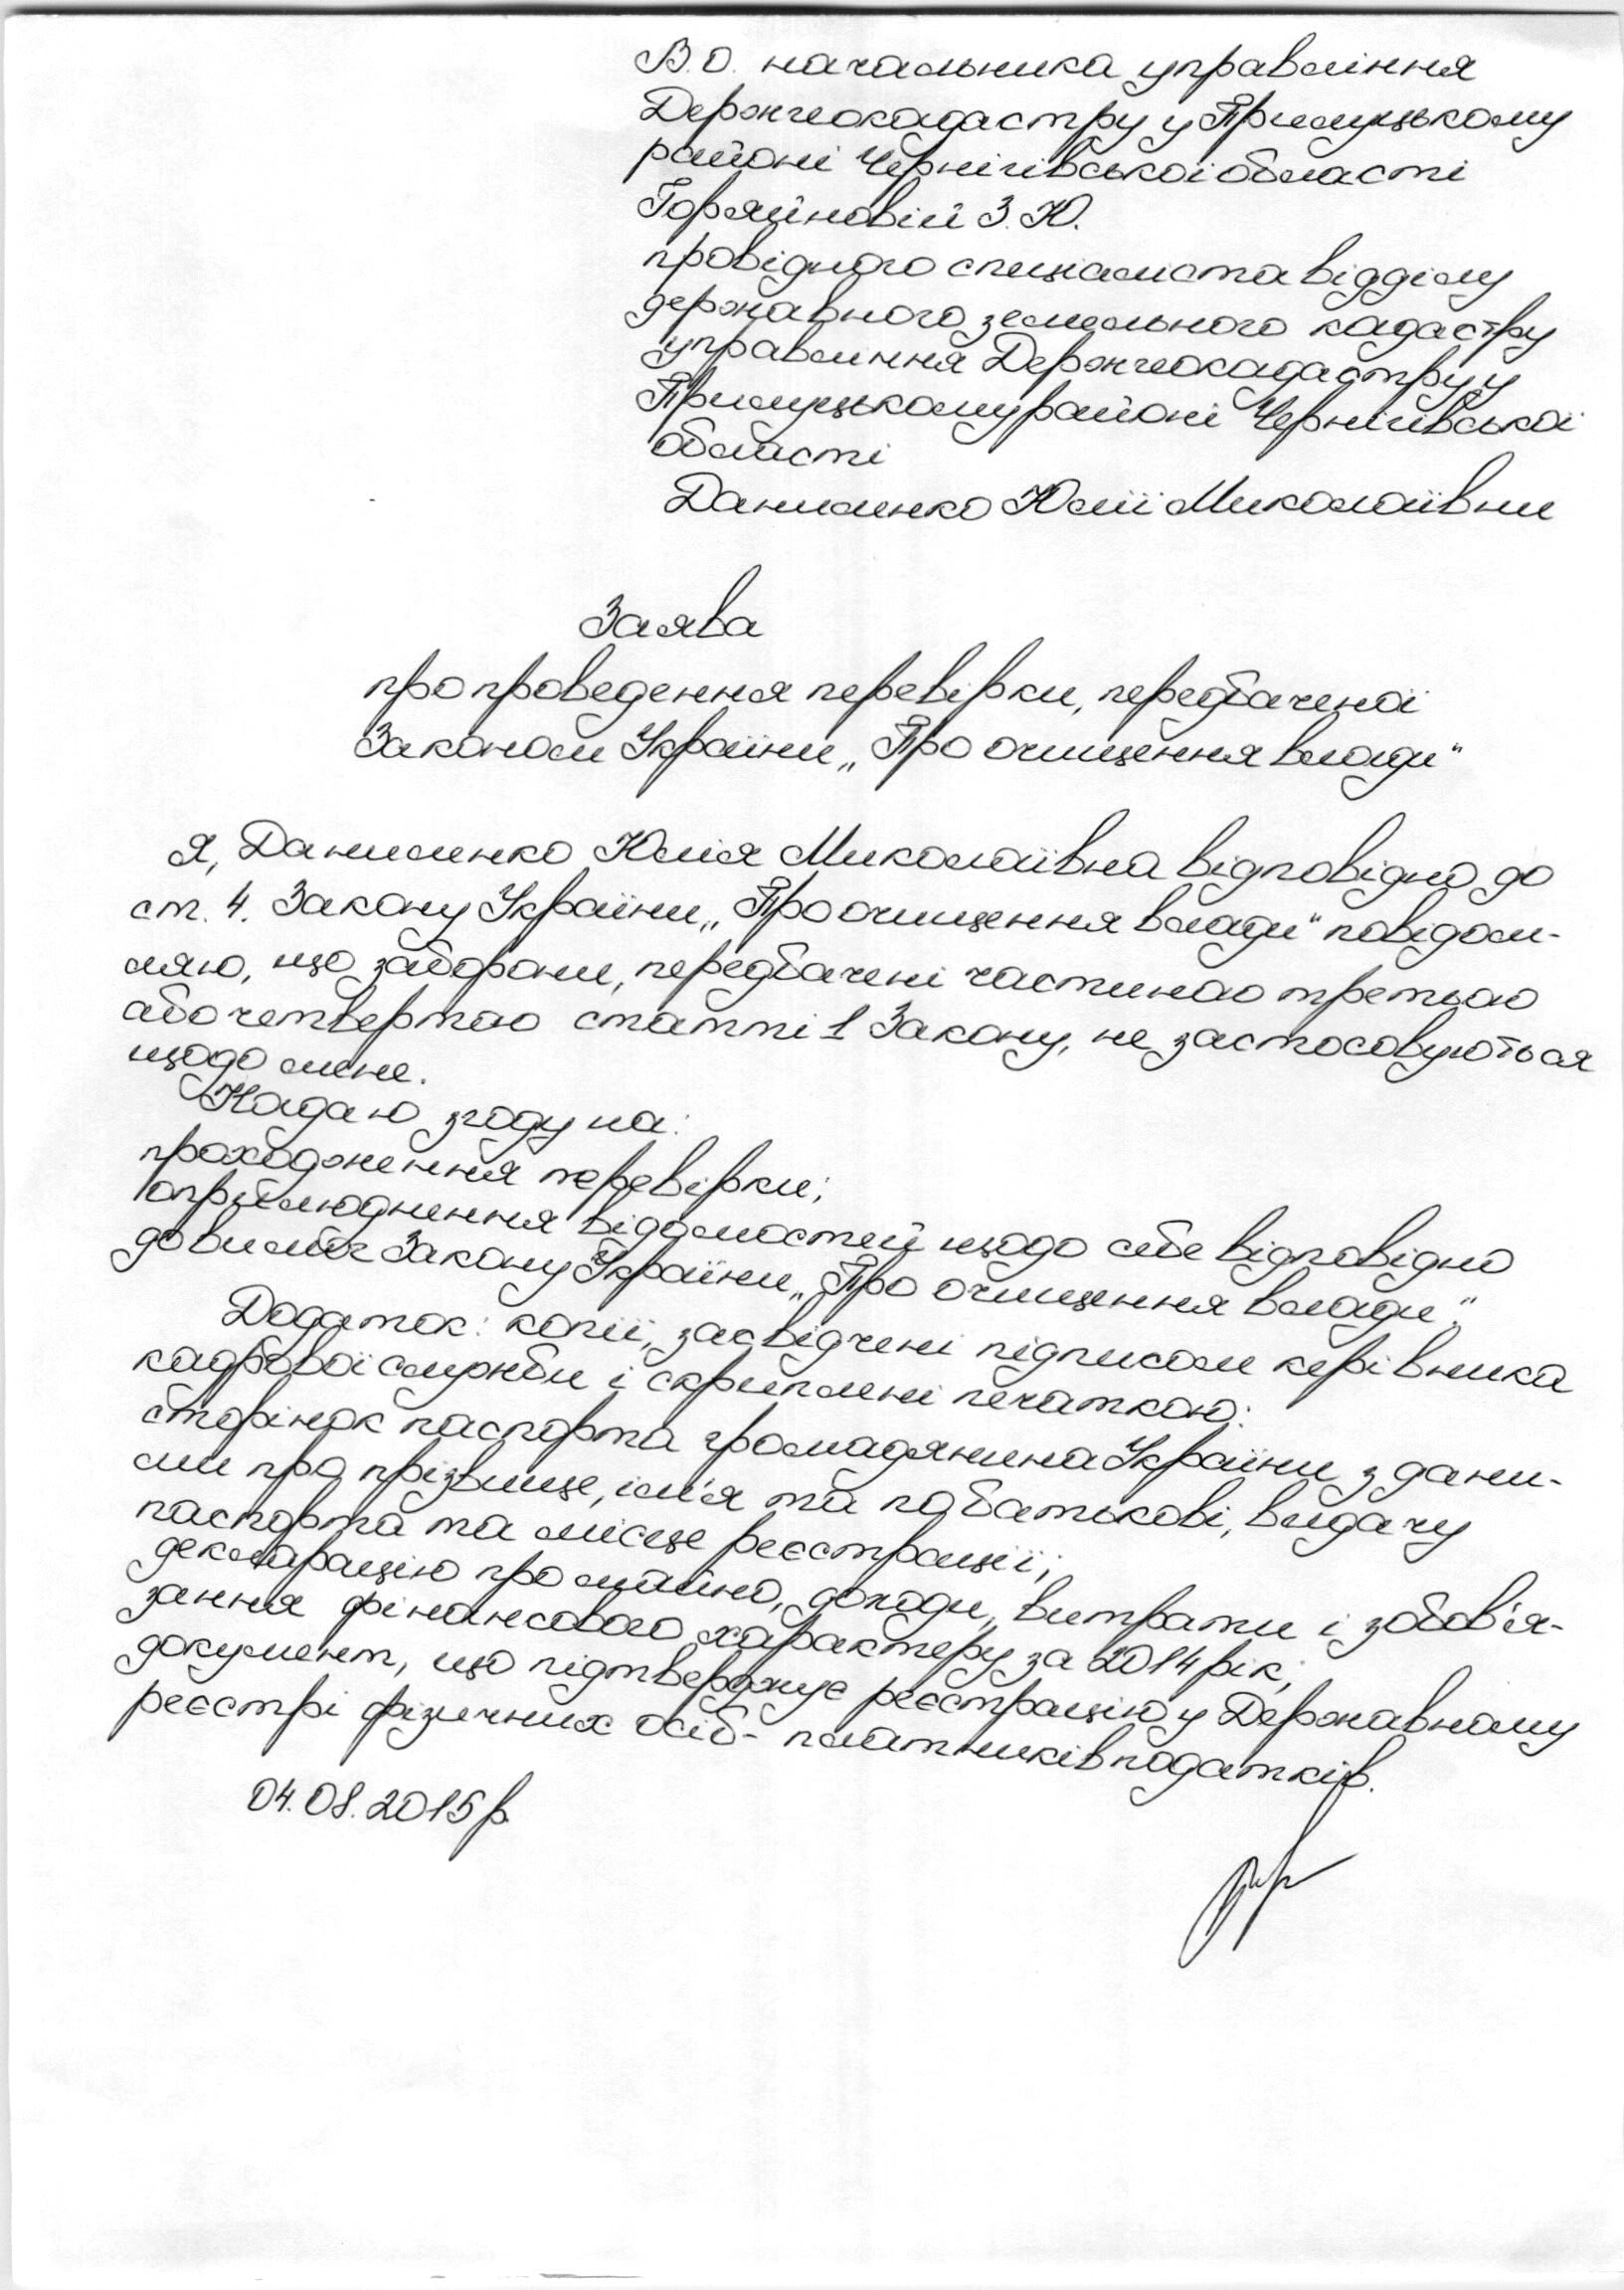 В.о. начальника управління
Держгеокадастру у Прилуцькому
районі Чернігівської області
Горяйновій З.Ю.
провідного спеціаліста відділу
державного земельного кадастру
управління Держгеокадастру у
Прилуцькому районі Чернігівської
області
Даниленко Юлії Миколаївни
Заява
про проведення перевірки, передбаченої
Законом України „Про очищення влади"
Я, Даниленко Юлія Миколаївна відповідно до
ст. 4. Закону України „Про очищення влади" повідом-
ляю, що заборони, передбачені частиною третьою
або четвертою статті 1 Закону, не застосовуються
щодо мене.
Надаю згоду на:
проходження перевірки;
оприлюднення відомостей щодо себе відповідно
до вимог Закону України „Про очищення влади".
Додаток: копії, засвідчені підписом керівника
кадрової служби і скріплені печаткою:
сторінок паспорта громадянина України з дани-
ми про прізвище, ім'я та по батькові, видачу
паспорта та місце реєстрації;
декларацію про майно, доходи, витрати і зобов'я-
зання фінансового характеру за 2014 рік;
документ, що підтверджує реєстрацію у Державному
реєстрі фізичних осіб - платників податків.
04.08.2015 р.